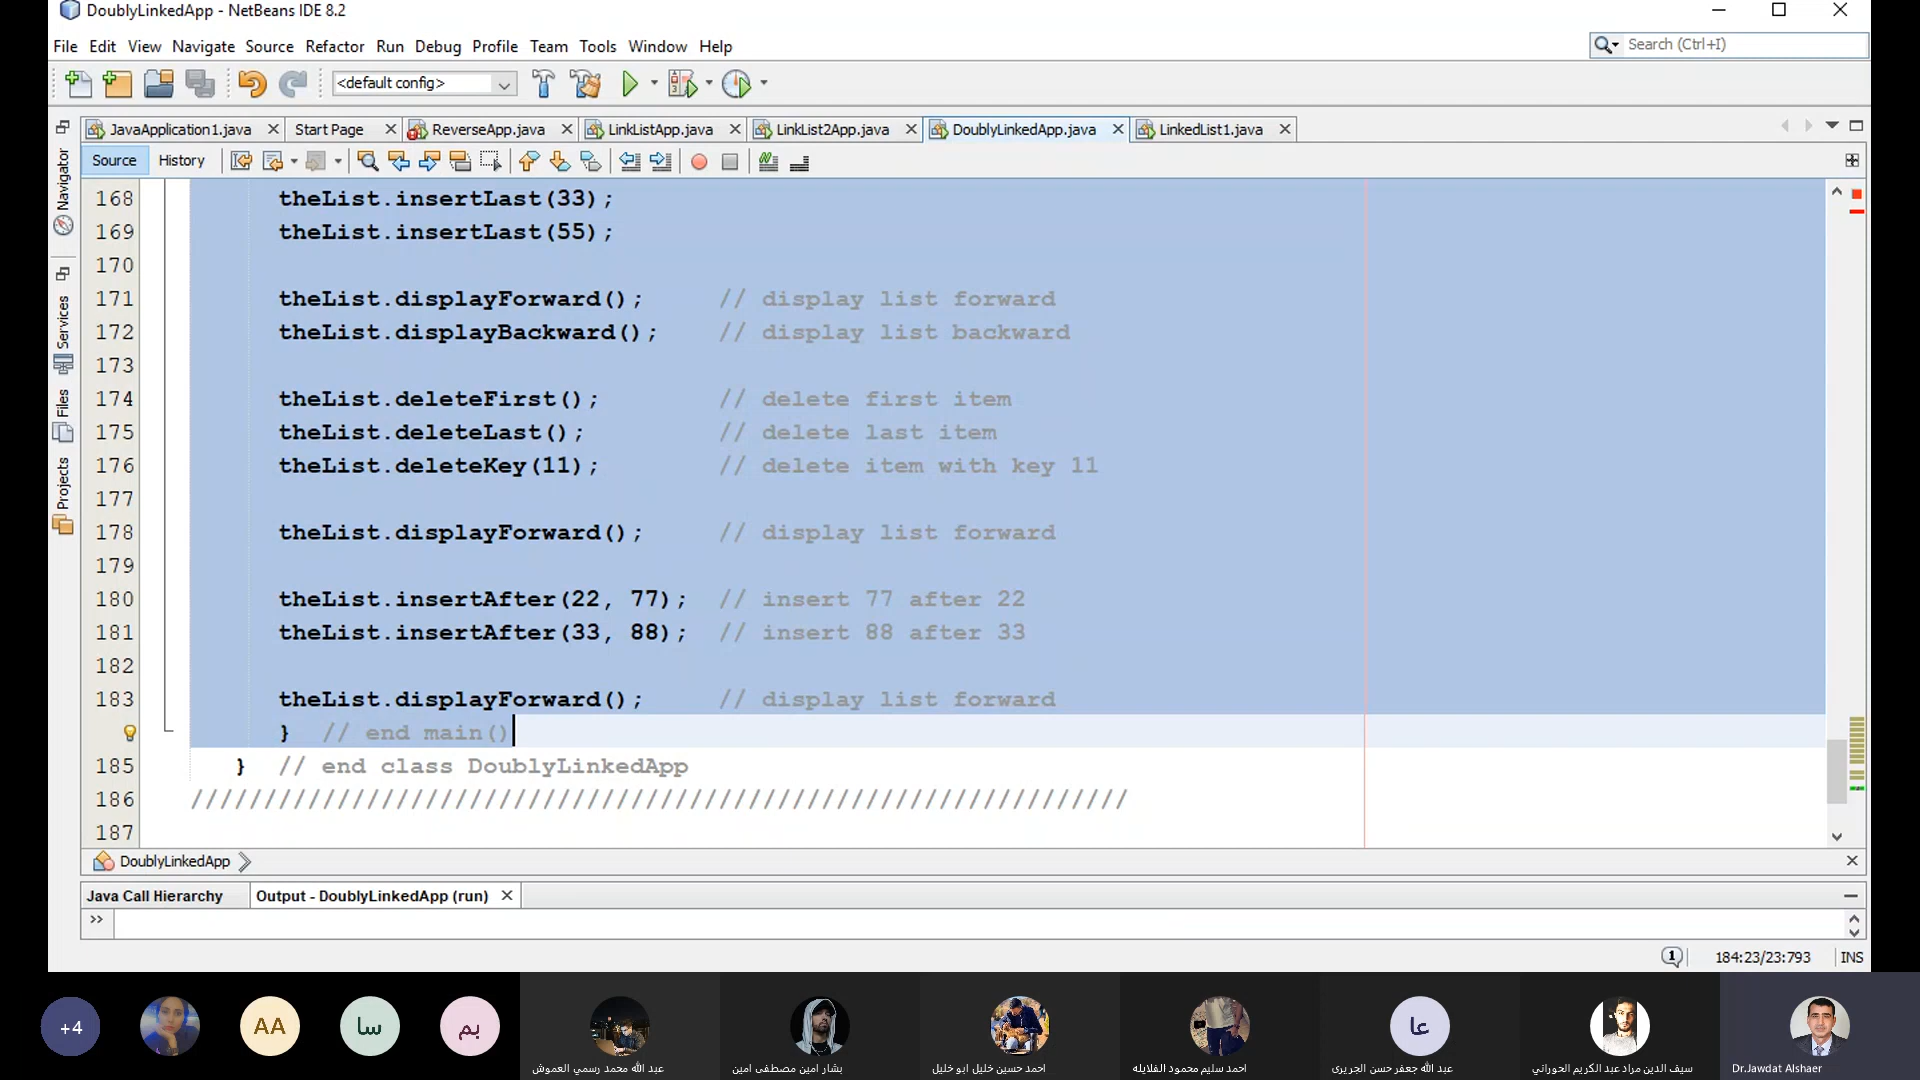 DoublyLinkedApp - NetBeans IDE 8.2
File Edit View Navigate Source Refactor Run Debug Profile Team Tools Window Help
Search (Ctrl+I)
<default config>
JavaApplication1.java Start Page ReverseApp.java LinkListApp.java LinkList2App.java DoublyLinkedApp.java LinkedList1.java
Source History
Navigator
Services
Files
Projects
168 theList.insertLast(33);
169 theList.insertLast(55);
170
171 theList.displayForward(); // display list forward
172 theList.displayBackward(); // display list backward
173
174 theList.deleteFirst(); // delete first item
175 theList.deleteLast(); // delete last item
176 theList.deleteKey(11); // delete item with key 11
177
178 theList.displayForward(); // display list forward
179
180 theList.insertAfter(22, 77); // insert 77 after 22
181 theList.insertAfter(33, 88); // insert 88 after 33
182
183 theList.displayForward(); // display list forward
} // end main()
185 } // end class DoublyLinkedApp
186 ////////////////////////////////////////////////////////////////
187
DoublyLinkedApp
Java Call Hierarchy Output - DoublyLinkedApp (run)
>>
1 184:23/23:793 INS
+4 AA سا بم عا
عبد الله محمد رسمي العموش بشار امين مصطفى امين احمد حسين خليل ابو خليل احمد سليم محمود الفلايله عبد الله جعفر حسن الجريرى سيف الدين مراد عبد الكريم الحوراني Dr.Jawdat Alshaer